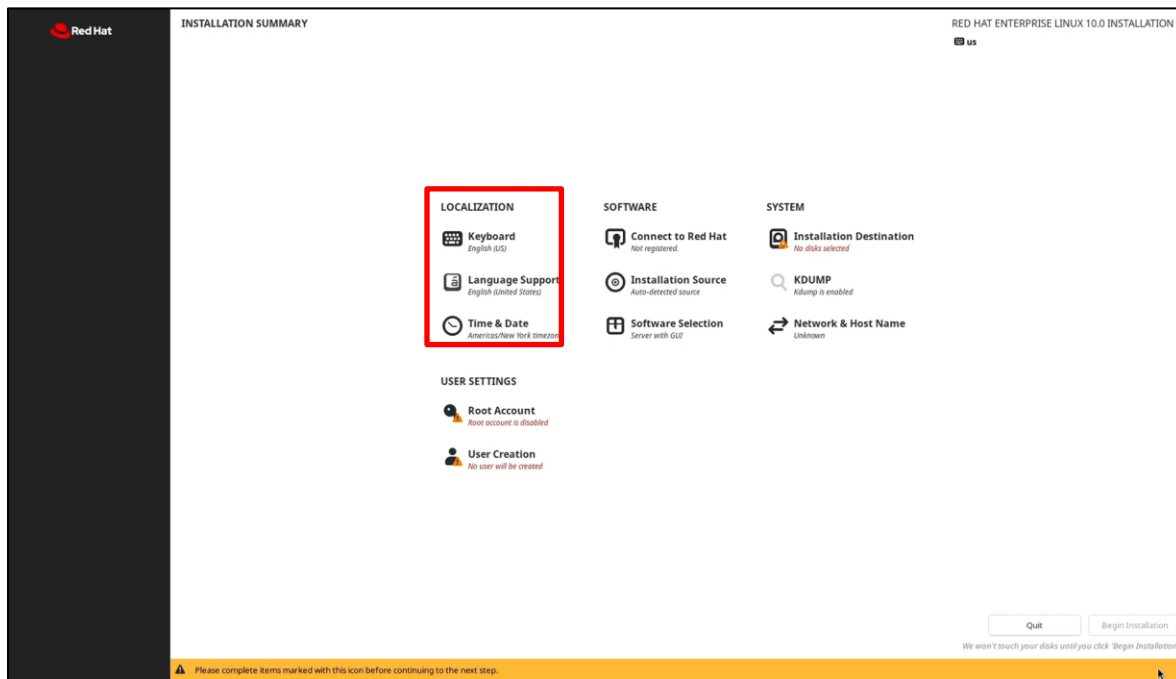 Red Hat
INSTALLATION SUMMARY
RED HAT ENTERPRISE LINUX 10.0 INSTALLATION
us
LOCALIZATION
Keyboard
English (US)
Language Support
English (United States)
Time & Date
Americas/New York timezon
SOFTWARE
Connect to Red Hat
Not registered.
Installation Source
Auto-detected source
Software Selection
Server with GUI
SYSTEM
Installation Destination
No disks selected
KDUMP
Kdump is enabled
Network & Host Name
Unknown
USER SETTINGS
Root Account
Root account is disabled
User Creation
No user will be created
Quit
Begin Installation
We won't touch your disks until you click 'Begin Installation
Please complete items marked with this icon before continuing to the next step.